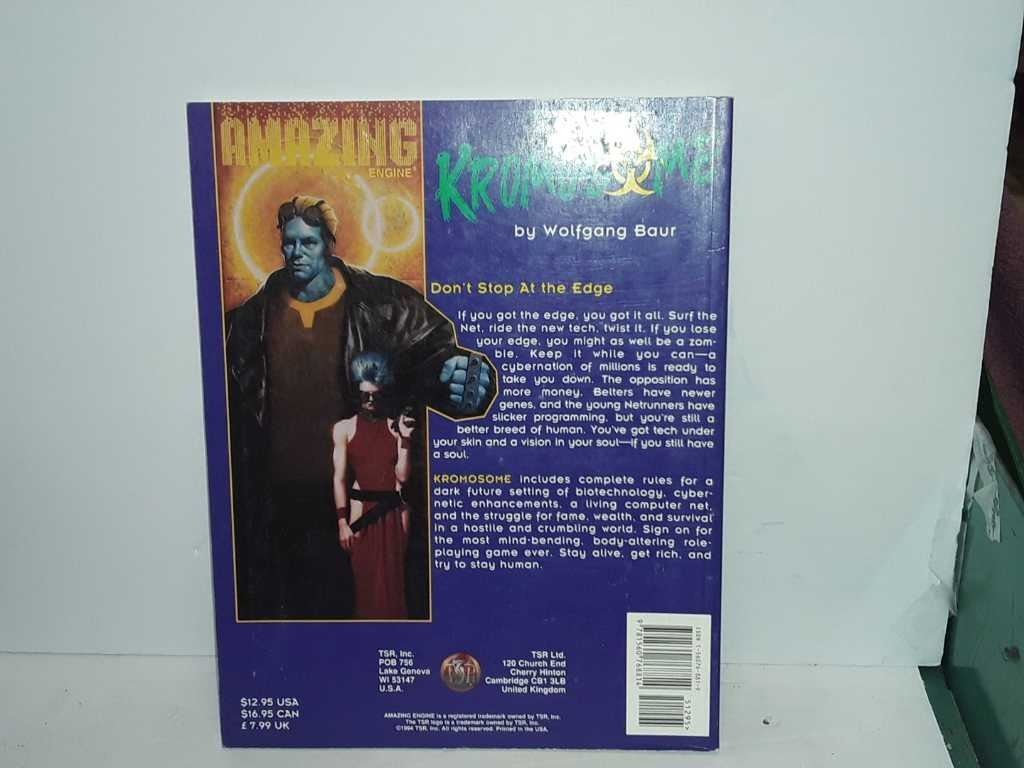 AMAZING
ENGINE®
KROMOSOME
by Wolfgang Baur
Don't Stop At the Edge
If you got the edge, you got it all. Surf the
Net, ride the new tech, twist it. If you lose
your edge, you might as well be a zom-
bie. Keep it while you can—a
cybernation of millions is ready to
take you down. The opposition has
more money, Belters have newer
genes, and the young Netrunners have
slicker programming, but you're still a
better breed of human. You've got tech under
your skin and a vision in your soul—if you still have
a soul.
KROMOSOME includes complete rules for a
dark future setting of biotechnology, cyber-
netic enhancements, a living computer net,
and the struggle for fame, wealth, and survival
in a hostile and crumbling world. Sign on for
the most mind-bending, body-altering role-
playing game ever. Stay alive, get rich, and
try to stay human.
TSR, Inc.
POB 756
Lake Geneva
WI 53147
U.S.A.
TSR
TSR Ltd.
120 Church End
Cherry Hinton
Cambridge CB1 3LB
United Kingdom
$12.95 USA
$16.95 CAN
£ 7.99 UK
AMAZING ENGINE is a registered trademark owned by TSR, Inc.
The TSR logo is a trademark owned by TSR, Inc.
©1994 TSR, Inc. All rights reserved. Printed in the USA.
51295>